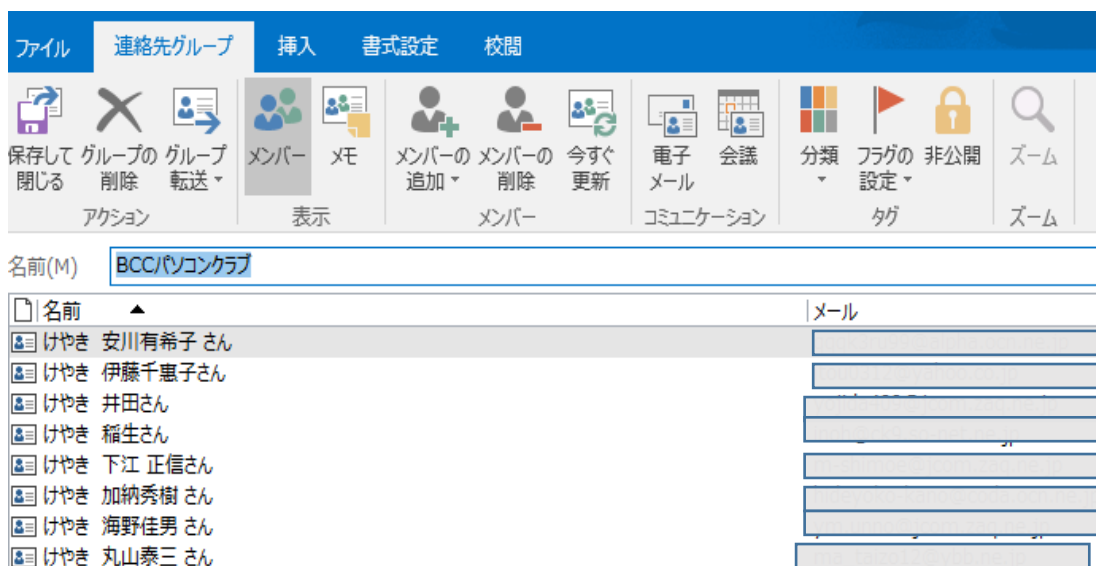 ファイル 連絡先グループ 挿入 書式設定 校閲
保存して グループの グループ メンバー メモ メンバーの メンバーの 今すぐ 電子 会議 分類 フラグの 非公開 ズーム
閉じる 削除 転送 追加 削除 更新 メール 設定
アクション 表示 メンバー コミュニケーション タグ ズーム
名前(M) BCCパソコンクラブ
名前 メール
けやき 安川有希子 さん
けやき 伊藤千惠子さん
けやき 井田さん
けやき 稲生さん
けやき 下江 正信さん
けやき 加納秀樹 さん
けやき 海野佳男 さん
けやき 丸山泰三 さん